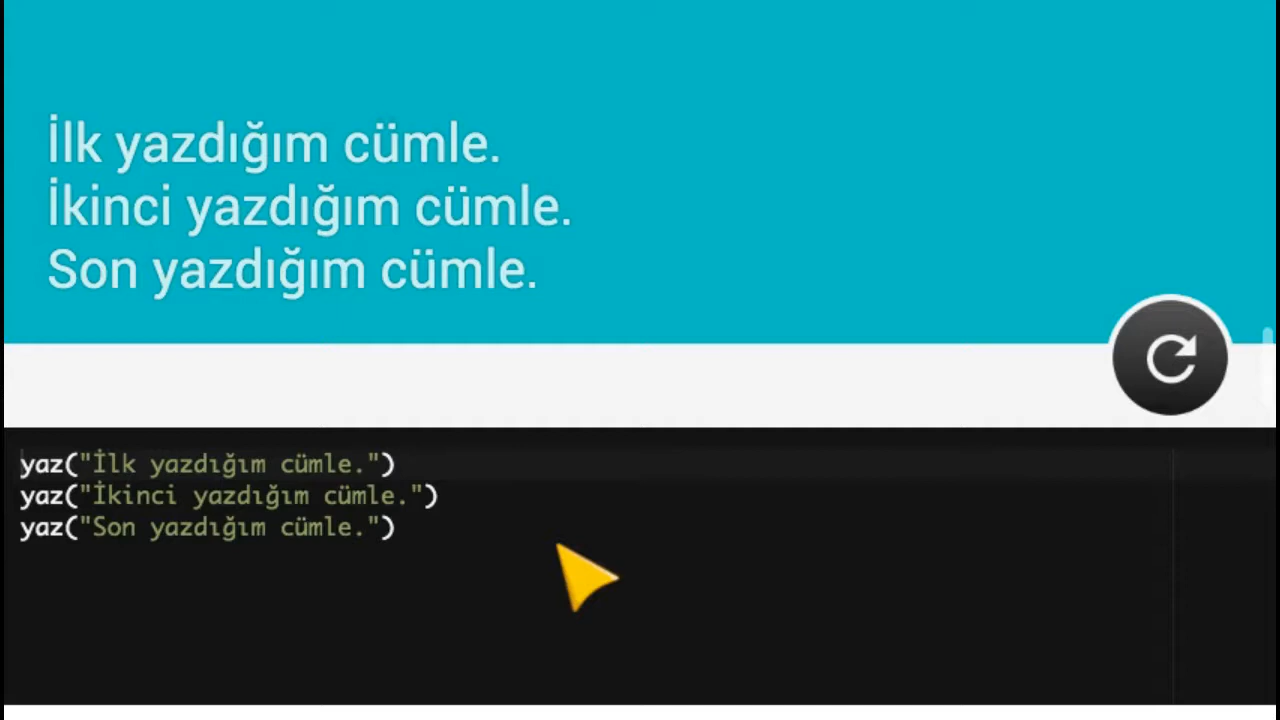 İlk yazdığım cümle.
İkinci yazdığım cümle.
Son yazdığım cümle.
yaz("İlk yazdığım cümle.")
yaz("İkinci yazdığım cümle.")
yaz("Son yazdığım cümle.")